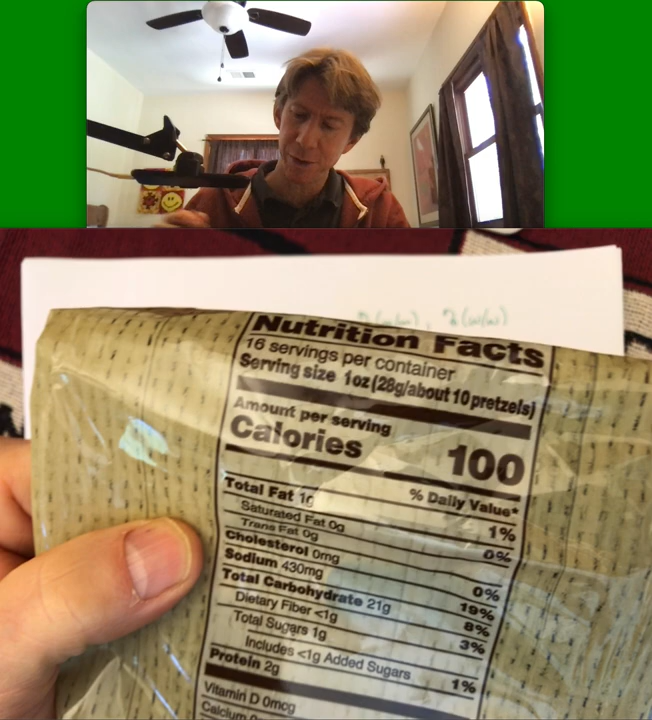 Nutrition Facts
16 servings per container
Serving size 1oz (28g/about 10 pretzels)
Amount per serving
Calories 100
% Daily Value*
Total Fat 1g 1%
Saturated Fat 0g 0%
Trans Fat 0g
Cholesterol 0mg 0%
Sodium 430mg 19%
Total Carbohydrate 21g 8%
Dietary Fiber <1g 3%
Total Sugars 1g
Includes <1g Added Sugars 1%
Protein 2g
Vitamin D 0mcg
Calcium